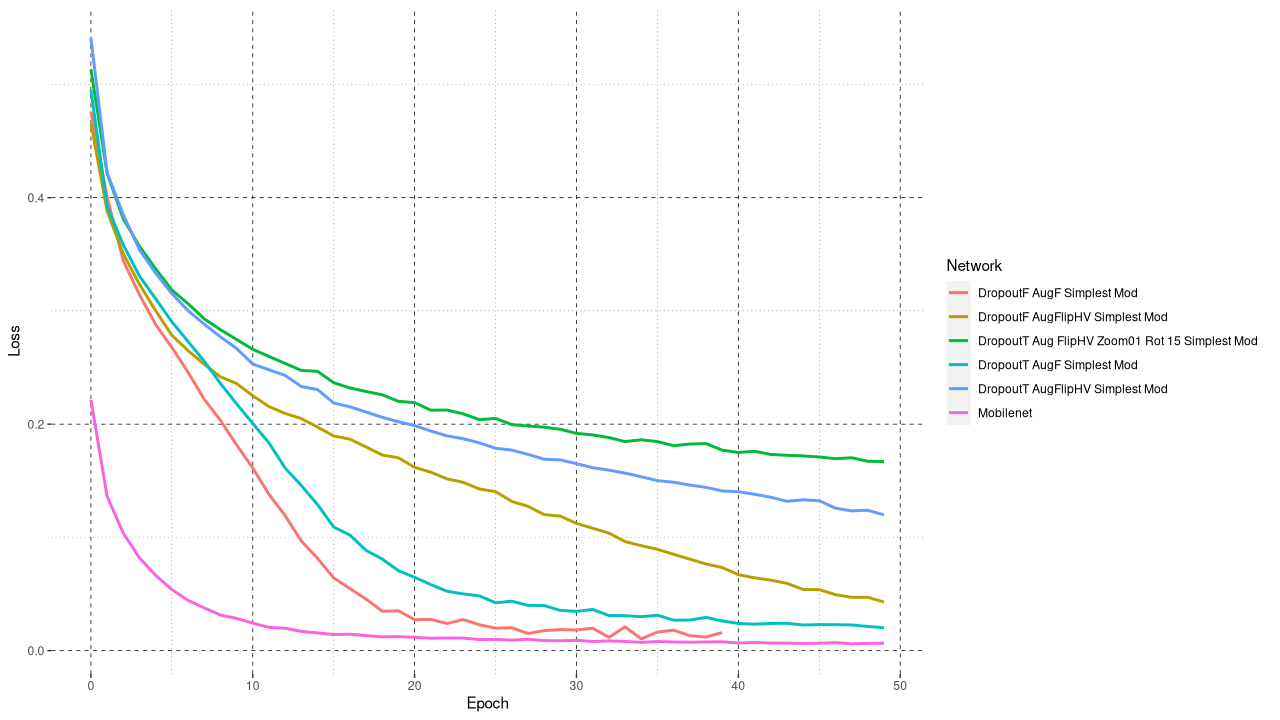 Loss
0.4
0.2
0.0
0
10
20
30
40
50
Epoch
Network
DropoutF AugF Simplest Mod
DropoutF AugFlipHV Simplest Mod
DropoutT Aug FlipHV Zoom01 Rot 15 Simplest Mod
DropoutT AugF Simplest Mod
DropoutT AugFlipHV Simplest Mod
Mobilenet